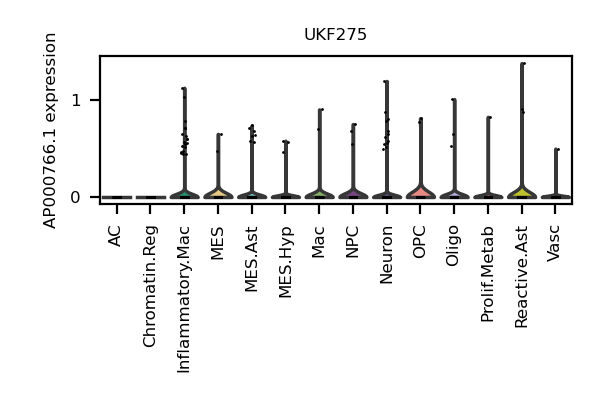 UKF275
AP000766.1 expression
1
0
AC
Chromatin.Reg
Inflammatory.Mac
MES
MES.Ast
MES.Hyp
Mac
NPC
Neuron
OPC
Oligo
Prolif.Metab
Reactive.Ast
Vasc